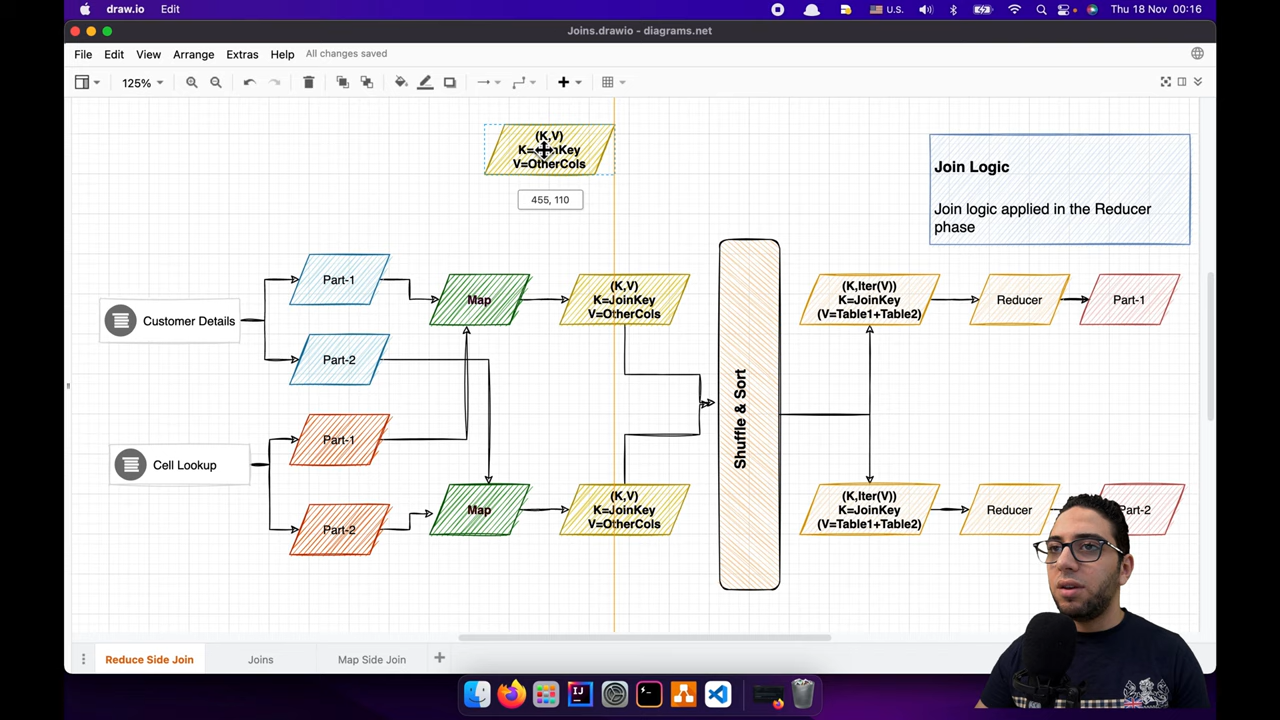 draw.io Edit
U.S. Thu 18 Nov 00:16
Joins.drawio - diagrams.net
File Edit View Arrange Extras Help All changes saved
125%
(K,V)
V=OtherCols
455, 110
Join Logic
Join logic applied in the Reducer
phase
Customer Details
Part-1
Part-2
Cell Lookup
Part-1
Part-2
Map
Map
(K,V)
K=JoinKey
V=OtherCols
(K,V)
K=JoinKey
V=OtherCols
Shuffle & Sort
(K,Iter(V))
K=JoinKey
(V=Table1+Table2)
Reducer
Part-1
(K,Iter(V))
K=JoinKey
(V=Table1+Table2)
Reducer
Part-2
Reduce Side Join Joins Map Side Join